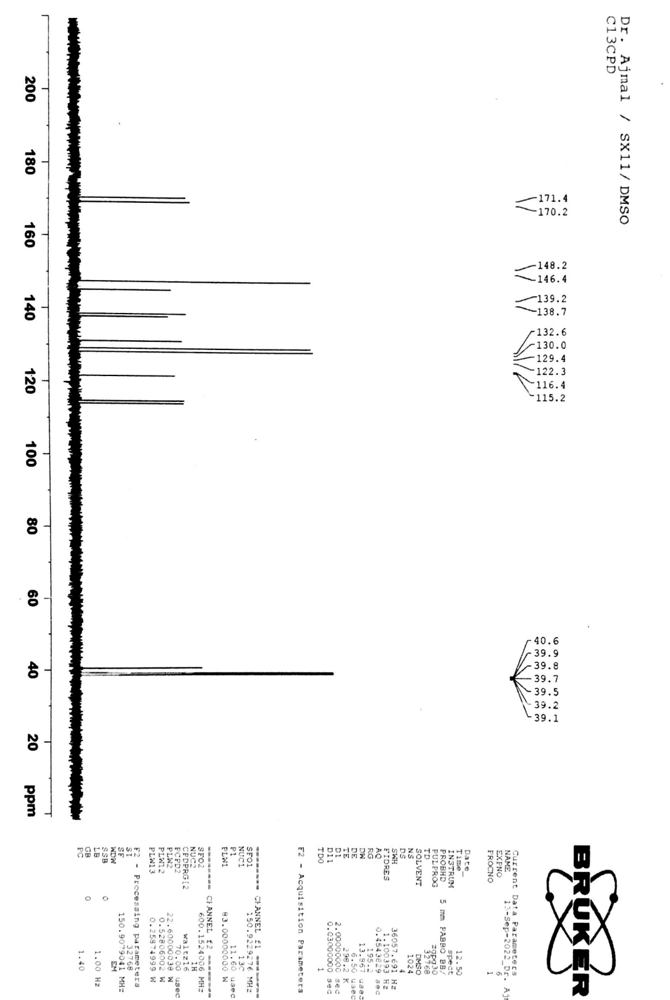 Dr. Ajmal / SX11/ DMSO
C13CPD
171.4
170.2
148.2
146.4
139.2
138.7
132.6
130.0
129.4
122.3
116.4
115.2
40.6
39.9
39.8
39.7
39.5
39.2
39.1
200 180 160 140 120 100 80 60 40 20 ppm
BRUKER
Current Data Parameters
NAME 13-Sep-2022_Dr. Aj
EXPNO 6
PROCNO 1
F2 - Acquisition Parameters
Date_
Time_ 12.50
INSTRUM spect
PROBHD 5 mm PABBO BB/
PULPROG zgpg30
TD 32768
SOLVENT DMSO
NS 1024
DS 4
SWH 36057.691 Hz
FIDRES 1.100393 Hz
AQ 0.4543829 sec
RG 195.2
DW 13.867 usec
DE 6.50 usec
TE 298.2 K
D1 2.00000000 sec
D11 0.03000000 sec
TD0 1
======== CHANNEL f1 ========
SFO1 150.9229276 MHz
NUC1 13C
P1 11.60 usec
PLW1 83.00000000 W
======== CHANNEL f2 ========
SFO2 600.1524006 MHz
NUC2 1H
CPDPRG[2 waltz16
PCPD2 70.00 usec
PLW2 22.60000038 W
PLW12 0.52806002 W
PLW13 0.25874999 W
F2 - Processing parameters
SI 32768
SF 150.9079041 MHz
WDW EM
SSB 0
LB 1.00 Hz
GB 0
PC 1.40